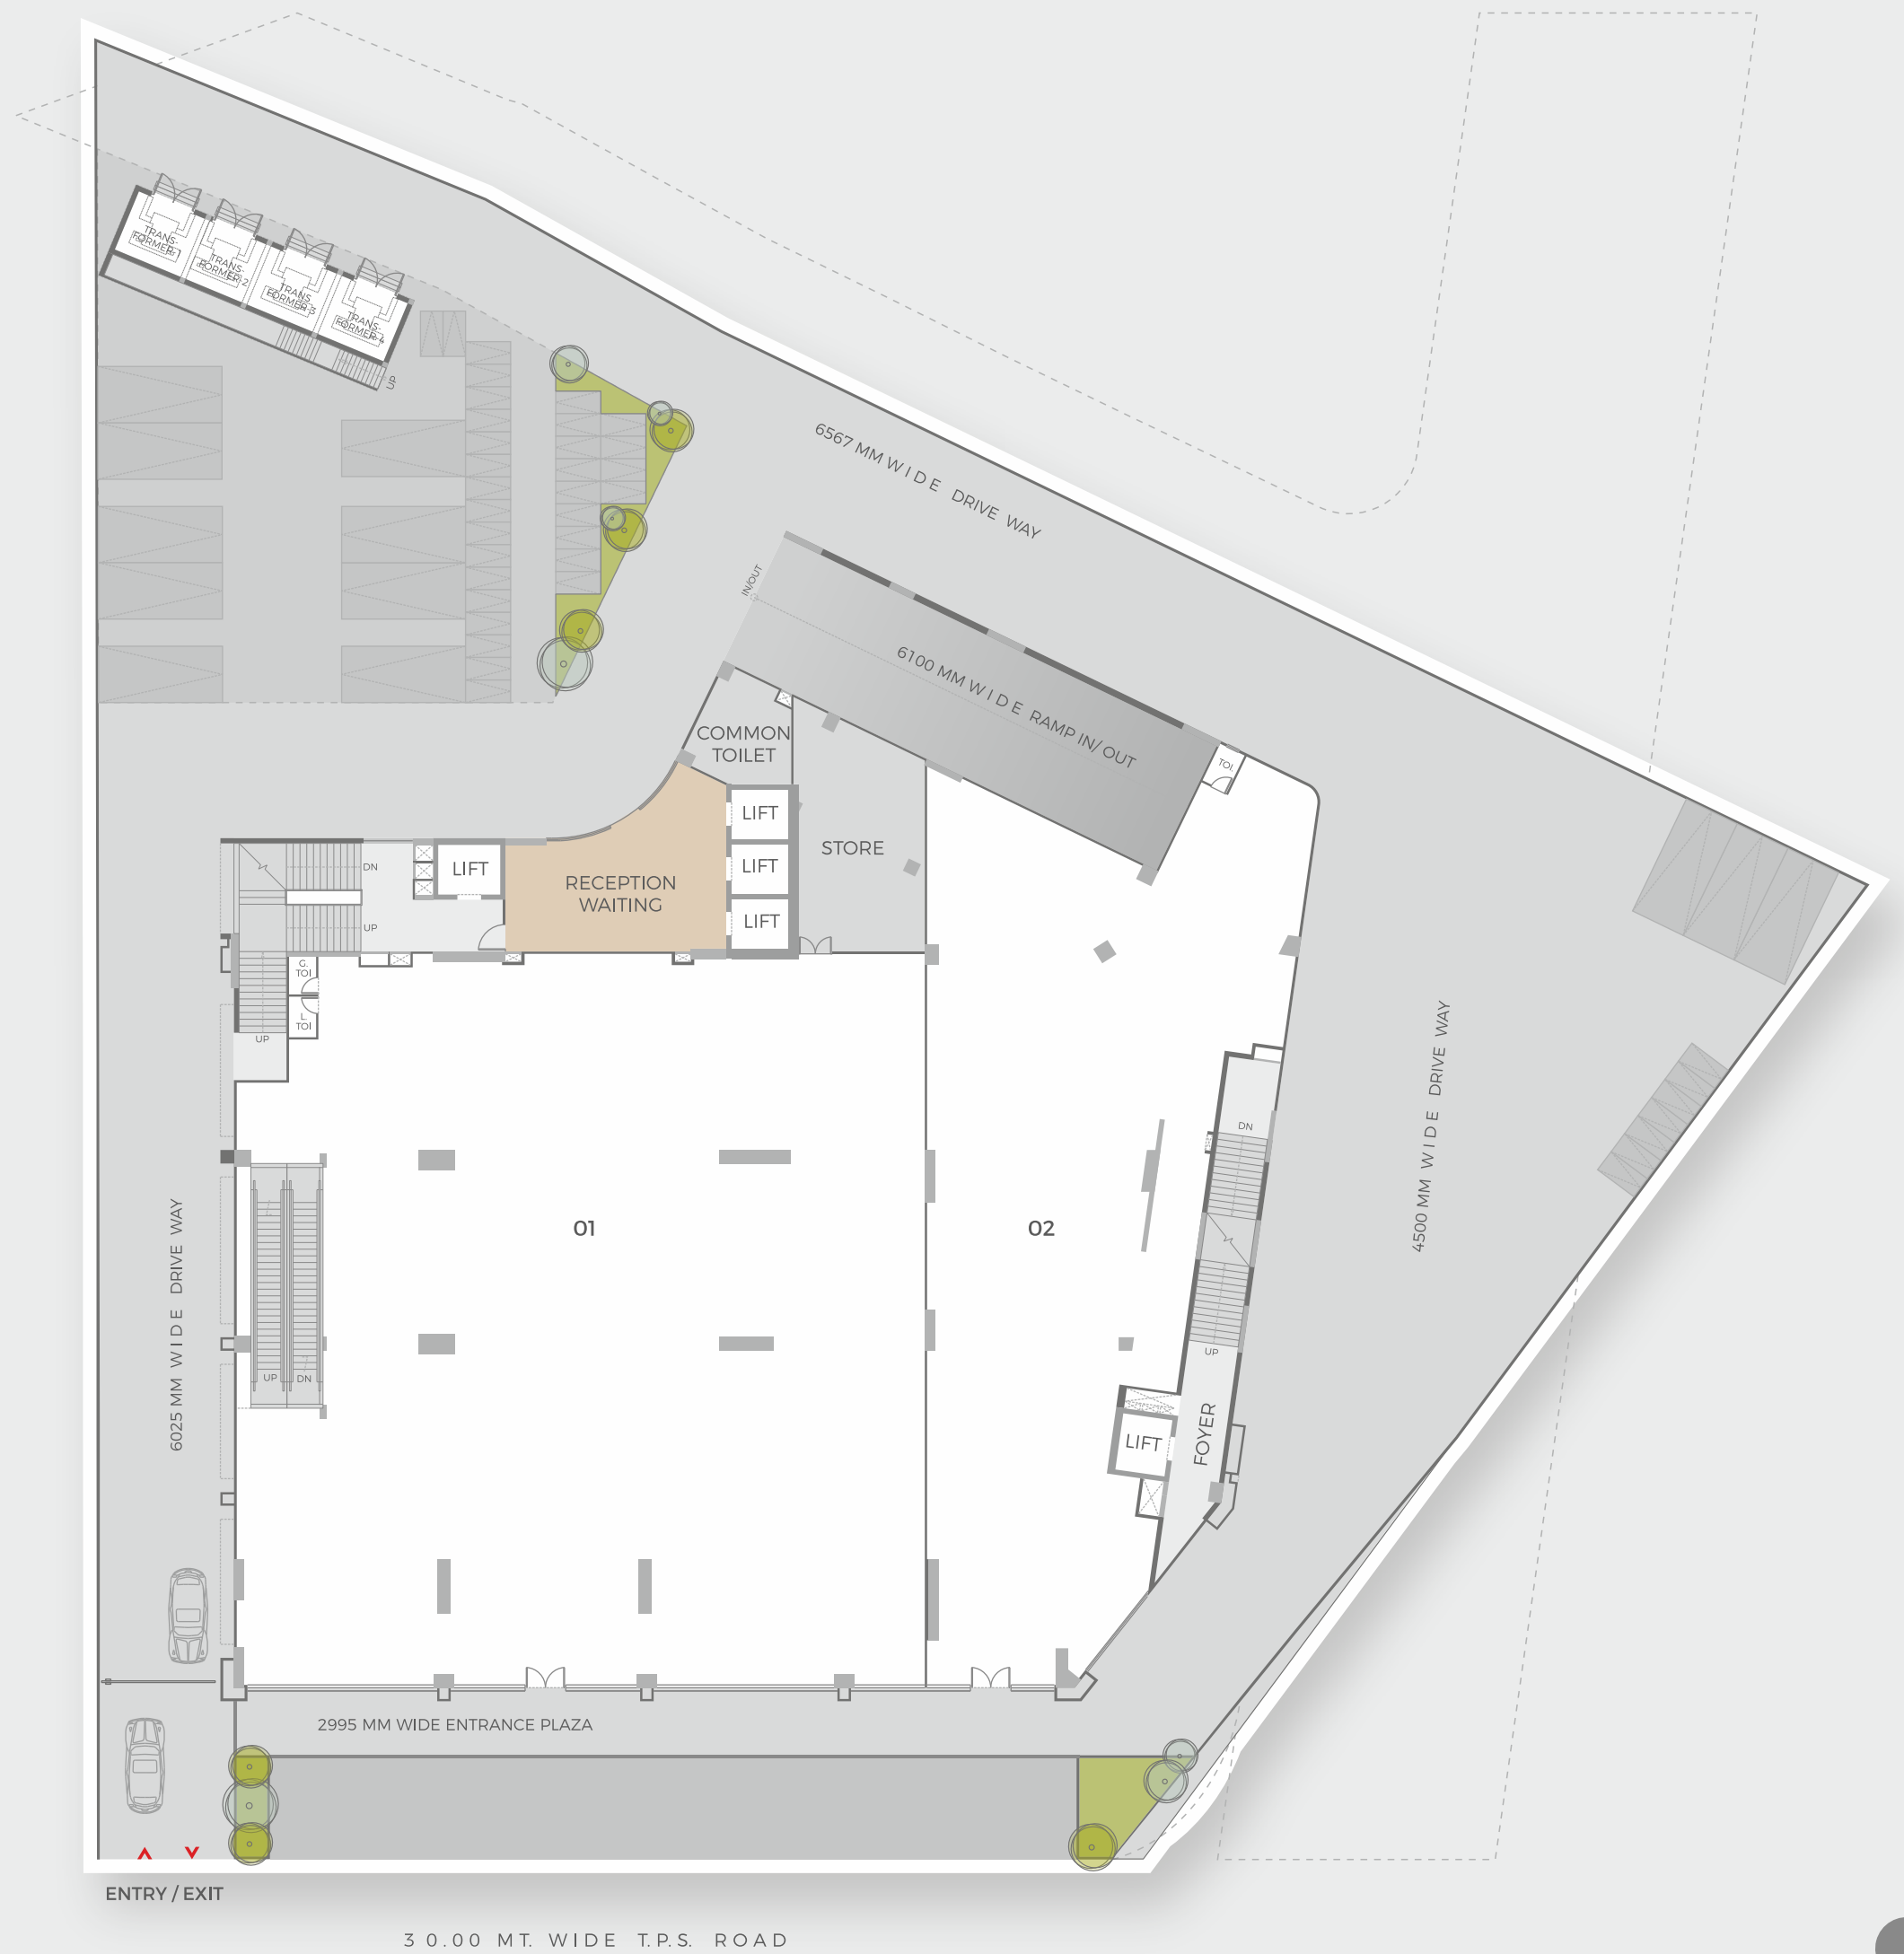 TRANS-
FORMER 1
TRANS-
FORMER 2
TRANS
FORMER 3
TRANS-
FORMER 4
UP
6567 MM WIDE DRIVE WAY
IN/OUT
6100 MM WIDE RAMP IN/OUT
COMMON
TOILET
TOI.
LIFT
STORE
LIFT
LIFT
LIFT
RECEPTION
WAITING
DN
UP
G.
TOI
L.
TOI
UP
4500 MM WIDE DRIVE WAY
DN
6025 MM WIDE DRIVE WAY
01
02
UP
UP
DN
LIFT
FOYER
2995 MM WIDE ENTRANCE PLAZA
ENTRY / EXIT
30.00 MT. WIDE T.P.S. ROAD